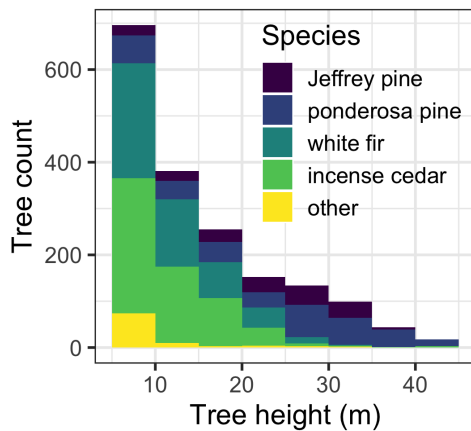 Species
Jeffrey pine
ponderosa pine
white fir
incense cedar
other
Tree count
600
400
200
0
10 20 30 40
Tree height (m)